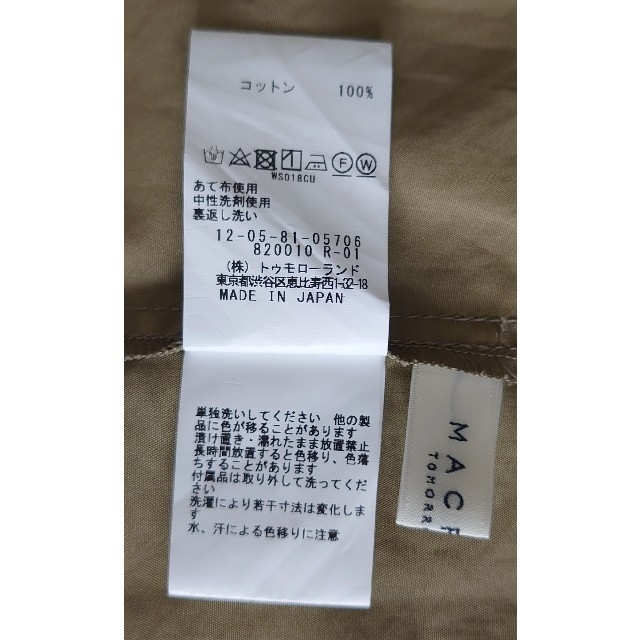 コットン 100%
F W
WS018CU
あて布使用
中性洗剤使用
裏返し洗い
12-05-81-05706
820010 R-01
(株) トゥモローランド
東京都渋谷区恵比寿西1-32-18
MADE IN JAPAN
単独洗いしてください 他の製
品に色が移ることがあります
漬け置き・濡れたまま放置禁止
長時間放置すると色移り、色落
ちすることがあります
付属品は取り外して洗ってくだ
さい
洗濯により若干寸法は変化しま
す
水、汗による色移りに注意
MACP
TOMORR